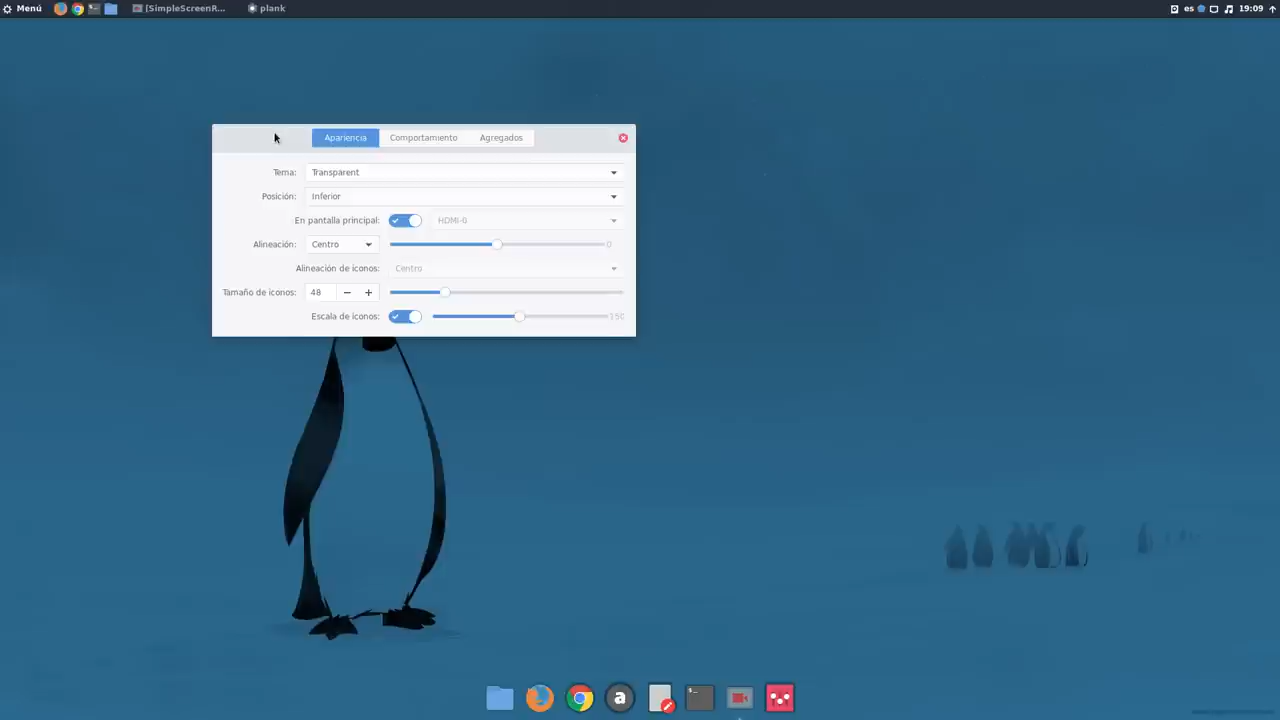 Menú [SimpleScreenR... plank es 19:09
Apariencia Comportamiento Agregados
Tema: Transparent
Posición: Inferior
En pantalla principal: HDMI-0
Alineación: Centro 0
Alineación de iconos: Centro
Tamaño de iconos: 48 − +
Escala de iconos: 150
a